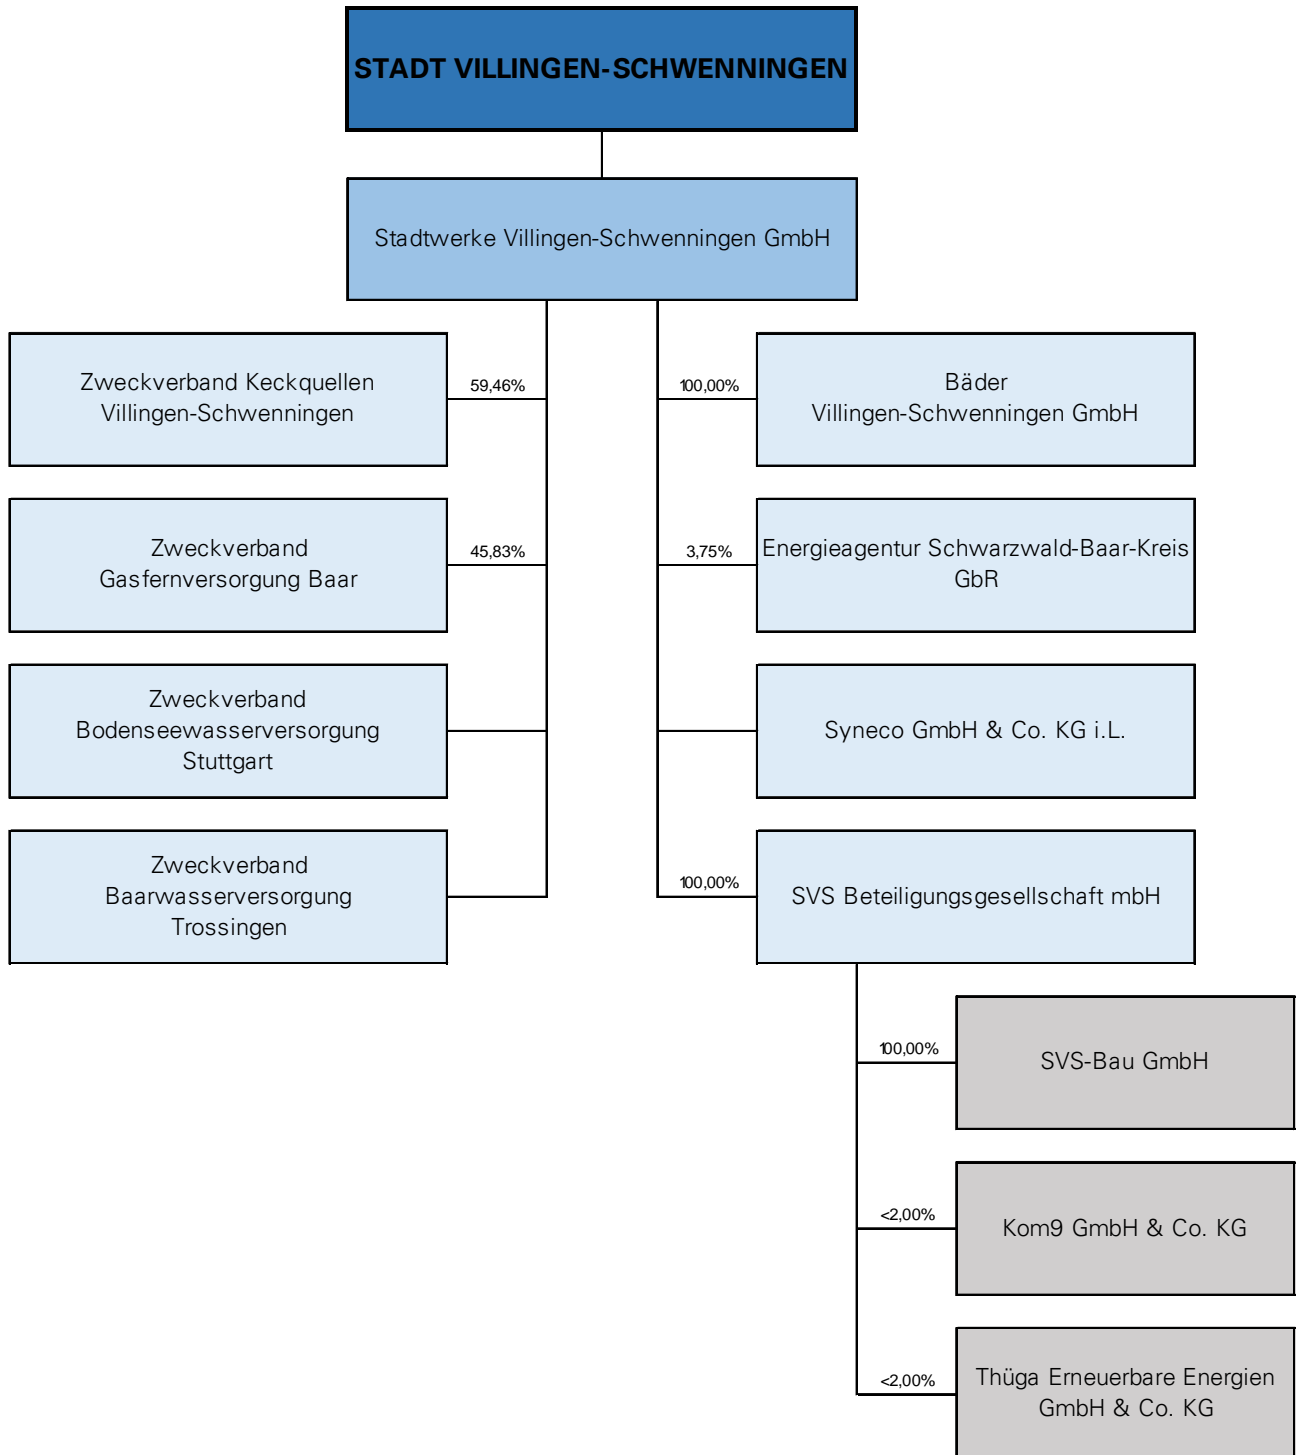 STADT VILLINGEN-SCHWENNINGEN
Stadtwerke Villingen-Schwenningen GmbH
Zweckverband Keckquellen
Villingen-Schwenningen
59,46%
100,00%
Bäder
Villingen-Schwenningen GmbH
Zweckverband
Gasfernversorgung Baar
45,83%
3,75%
Energieagentur Schwarzwald-Baar-Kreis
GbR
Zweckverband
Bodenseewasserversorgung
Stuttgart
Syneco GmbH & Co. KG i.L.
Zweckverband
Baarwasserversorgung
Trossingen
100,00%
SVS Beteiligungsgesellschaft mbH
100,00%
SVS-Bau GmbH
<2,00%
Kom9 GmbH & Co. KG
<2,00%
Thüga Erneuerbare Energien
GmbH & Co. KG